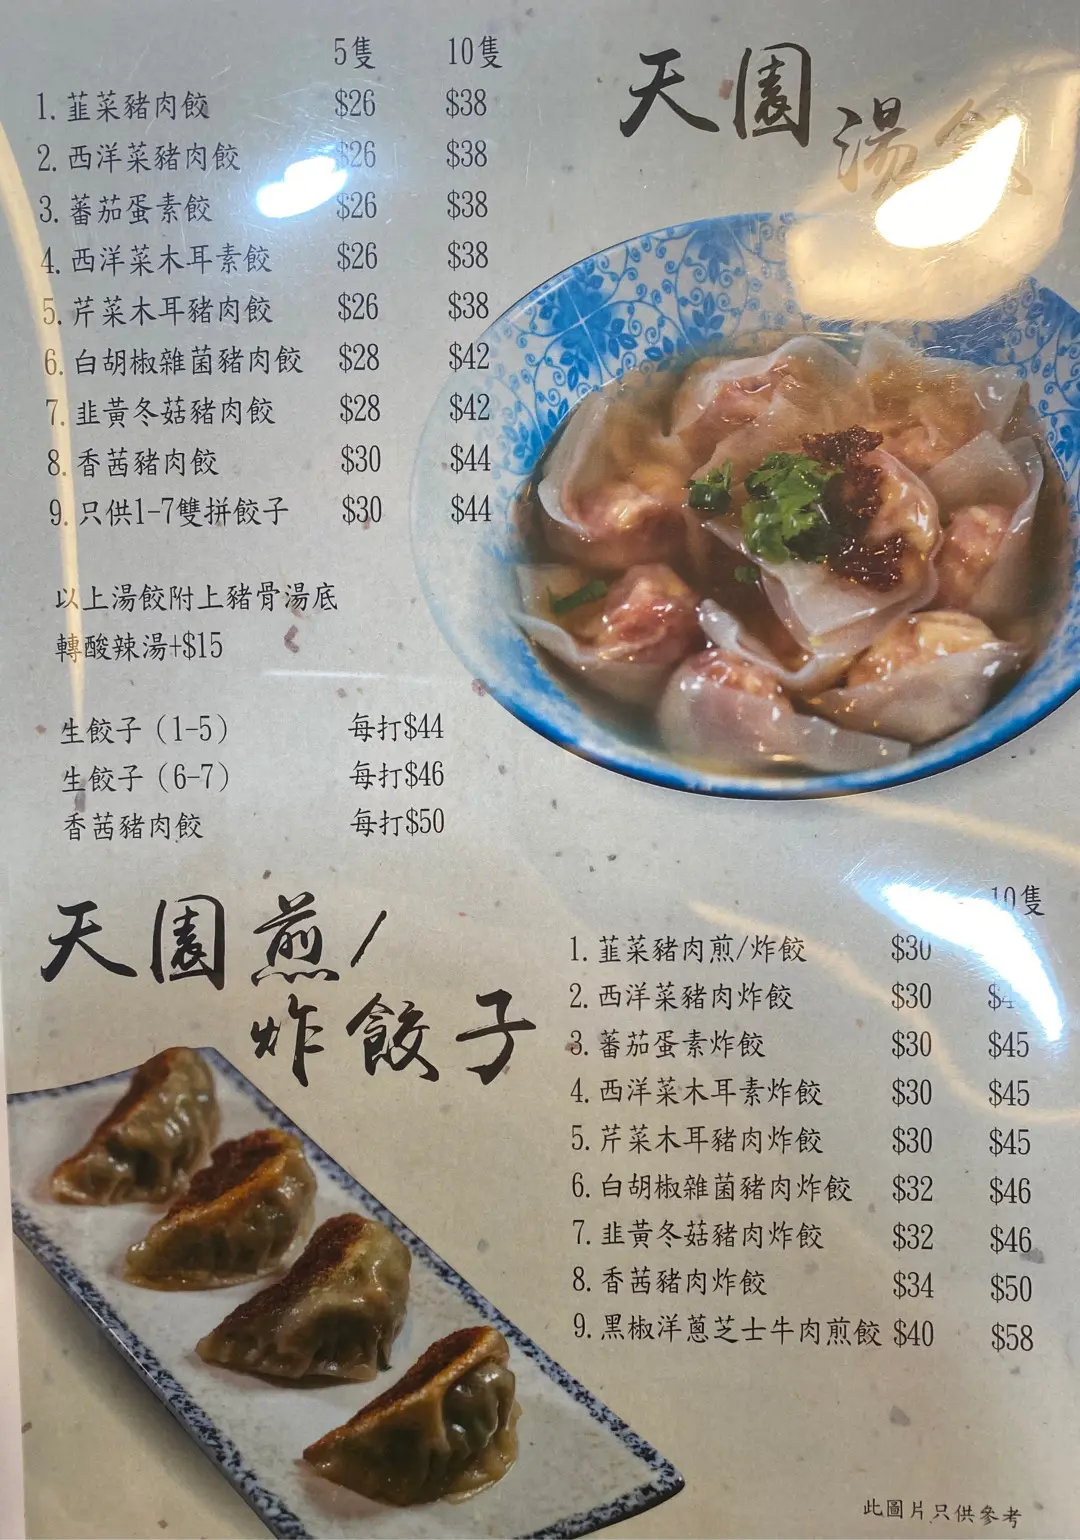 天園
湯
5隻 10隻
1. 韮菜豬肉餃 $26 $38
2. 西洋菜豬肉餃 $26 $38
3. 蕃茄蛋素餃 $26 $38
4. 西洋菜木耳素餃 $26 $38
5. 芹菜木耳豬肉餃 $26 $38
6. 白胡椒雜菌豬肉餃 $28 $42
7. 韭黃冬菇豬肉餃 $28 $42
8. 香茜豬肉餃 $30 $44
9. 只供1-7雙拼餃子 $30 $44
以上湯餃附上豬骨湯底
轉酸辣湯+$15
生餃子（1-5） 每打$44
生餃子（6-7） 每打$46
香茜豬肉餃 每打$50
天園煎/
炸餃子
10隻
1. 韮菜豬肉煎/炸餃 $30
2. 西洋菜豬肉炸餃 $30
3. 蕃茄蛋素炸餃 $30 $45
4. 西洋菜木耳素炸餃 $30 $45
5. 芹菜木耳豬肉炸餃 $30 $45
6. 白胡椒雜菌豬肉炸餃 $32 $46
7. 韭黃冬菇豬肉炸餃 $32 $46
8. 香茜豬肉炸餃 $34 $50
9. 黑椒洋蔥芝士牛肉煎餃 $40 $58
此圖片只供參考